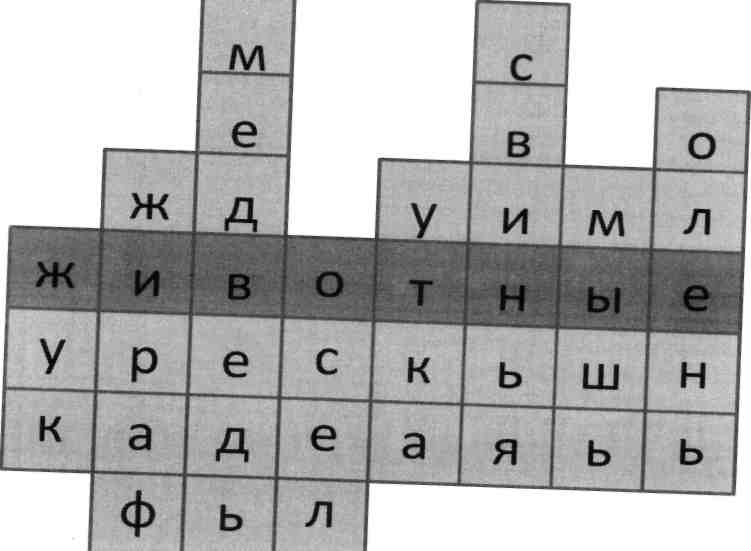 м с
е в о
ж д у и м л
ж и в о т н ы е
у р е с к ь ш н
к а д е а я ь ь
ф ь л